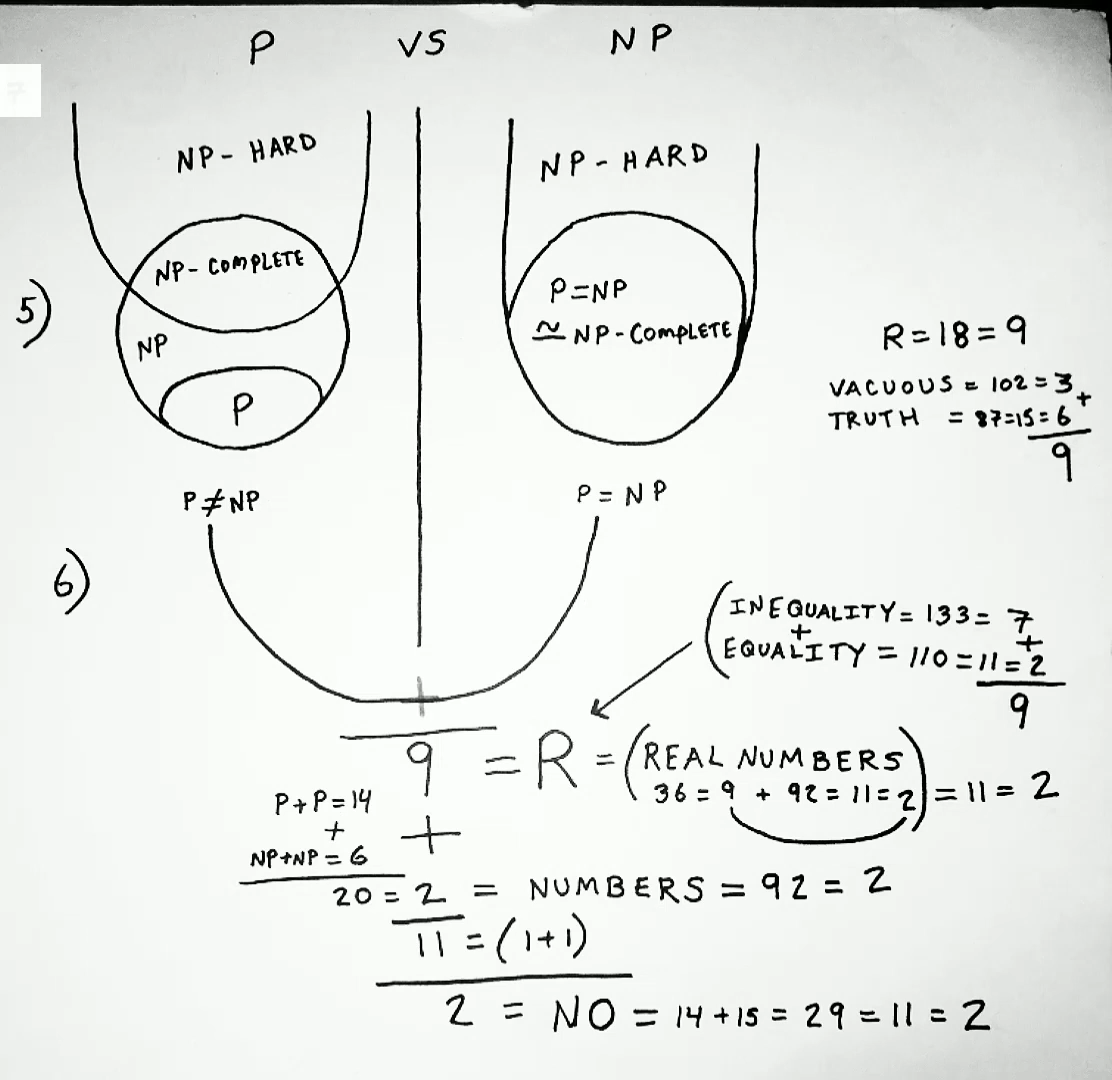 P VS NP
NP - HARD
NP - HARD
NP - COMPLETE
P=NP
≃ NP - COMPLETE
5)
NP
P
R = 18 = 9
VACUOUS = 102 = 3 +
TRUTH = 87=15=6
9
P≠NP
P = NP
6)
(INEQUALITY = 133 = 7
+ +
EQUALITY = 110 = 11 = 2
9
+
9 = R = (REAL NUMBERS
36 = 9 + 92 = 11 = 2) = 11 = 2
P+P=14
+ +
NP+NP = 6
20 = 2 = NUMBERS = 92 = 2
11 = (1+1)
2 = NO = 14 + 15 = 29 = 11 = 2